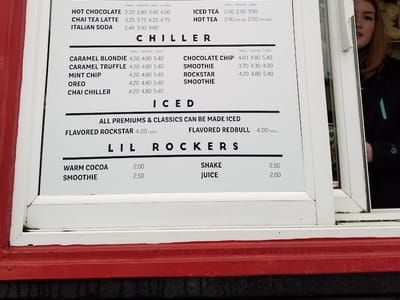 HOT CHOCOLATE 2.20 2.80 3.40 4.00
CHAI TEA LATTE 3.25 3.75 4.25 4.75
ITALIAN SODA 2.40 3.00 3.60
ICED TEA 2.00 2.50 3.00
HOT TEA 2.00 2.50
CHILLER
CARAMEL BLONDIE 4.20 4.80 5.40
CARAMEL TRUFFLE 4.20 4.80 5.40
MINT CHIP 4.20 4.80 5.40
OREO 4.20 4.80 5.40
CHAI CHILLER 4.20 4.80 5.40
CHOCOLATE CHIP 4.20 4.80 5.40
SMOOTHIE 3.70 4.30 4.90
ROCKSTAR 4.20 4.80 5.40
SMOOTHIE
ICED
ALL PREMIUMS & CLASSICS CAN BE MADE ICED
FLAVORED ROCKSTAR 4.00
FLAVORED REDBULL 4.00
LIL ROCKERS
WARM COCOA 2.00
SMOOTHIE 2.50
SHAKE 2.50
JUICE 2.00